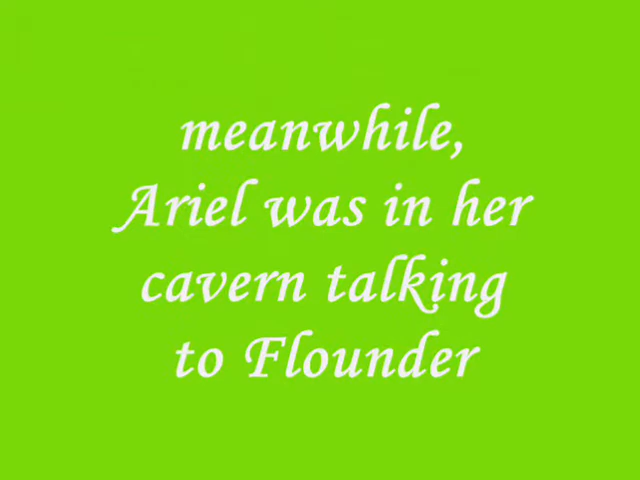 meanwhile,
Ariel was in her
cavern talking
to Flounder